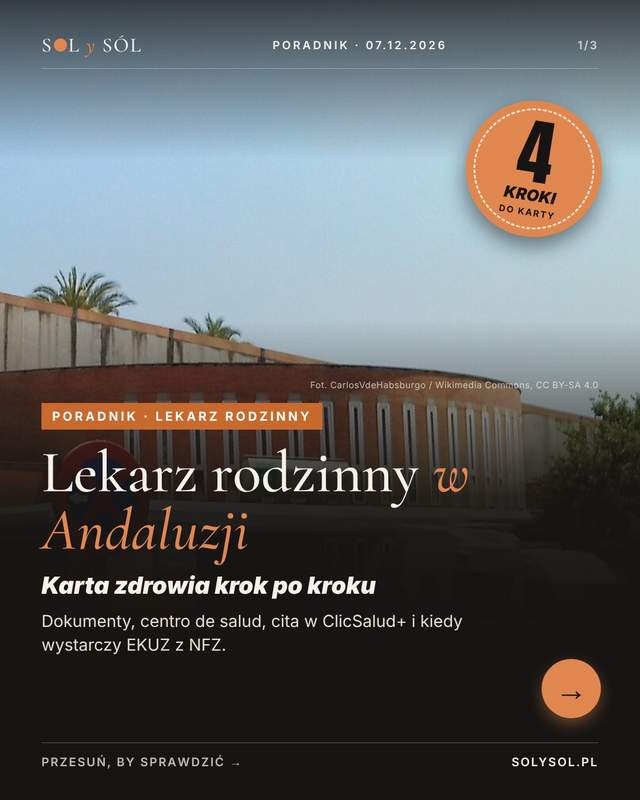 SOL y SÓL
PORADNIK · 07.12.2026
1/3
4
KROKI
DO KARTY
Fot. CarlosVdeHabsburgo / Wikimedia Commons, CC BY-SA 4.0
PORADNIK · LEKARZ RODZINNY
Lekarz rodzinny w
Andaluzji
Karta zdrowia krok po kroku
Dokumenty, centro de salud, cita w ClicSalud+ i kiedy
wystarczy EKUZ z NFZ.
→
PRZESUŃ, BY SPRAWDZIĆ →
SOLYSOL.PL